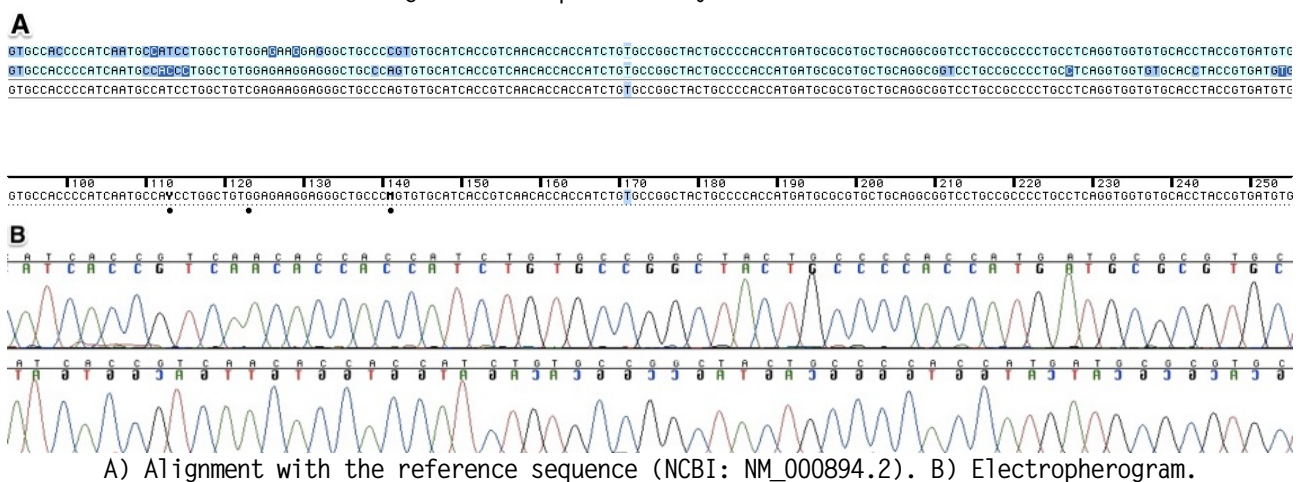 A
GTGCCACCCCATCAATGCCATCCTGGCTGTGGAGAAGGAGGGCTGCCCCGTGTGCATCACCGTCAACACCACCATCTGTGCCGGCTACTGCCCCACCATGATGCGCGTGCTGCAGGCGGTCCTGCCGCCCCTGCCTCAGGTGGTGTGCACCTACCGTGATGTG
GTGCCACCCCATCAATGCCACCCTGGCTGTGGAGAAGGAGGGCTGCCCAGTGTGCATCACCGTCAACACCACCATCTGTGCCGGCTACTGCCCCACCATGATGCGCGTGCTGCAGGCGGTCCTGCCGCCCCTGCCTCAGGTGGTGTGCACCTACCGTGATGTG
GTGCCACCCCATCAATGCCATCCTGGCTGTCGAGAAGGAGGGCTGCCCAGTGTGCATCACCGTCAACACCACCATCTGTGCCGGCTACTGCCCCACCATGATGCGCGTGCTGCAGGCGGTCCTGCCGCCCCTGCCTCAGGTGGTGTGCACCTACCGTGATGTG
100 110 120 130 140 150 160 170 180 190 200 210 220 230 240 250
GTGCCACCCCATCAATGCCAYCCTGGCTGTGGAGAAGGAGGGCTGCCCMGTGTGCATCACCGTCAACACCACCATCTGTGCCGGCTACTGCCCCACCATGATGCGCGTGCTGCAGGCGGTCCTGCCGCCCCTGCCTCAGGTGGTGTGCACCTACCGTGATGTG
B
A T C A C C G T C A A C A C C A C C A T C T G T G C C G G C T A C T G C C C C A C C A T G A T G C G C G T G C
A T C A C C G T C A A C A C C A C C A T C T G T G C C G G C T A C T G C C C C A C C A T G A T G C G C G T G C
A T C A C C G T C A A C A C C A C C A T C T G T G C C G G C T A C T G C C C C A C C A T G A T G C G C G T G C
T A G T G G C A G T T G T G G T G G T A G A C A C G G C C G A T G A C G G G G T G G T A C T A C G C G C A C G
A) Alignment with the reference sequence (NCBI: NM_000894.2). B) Electropherogram.